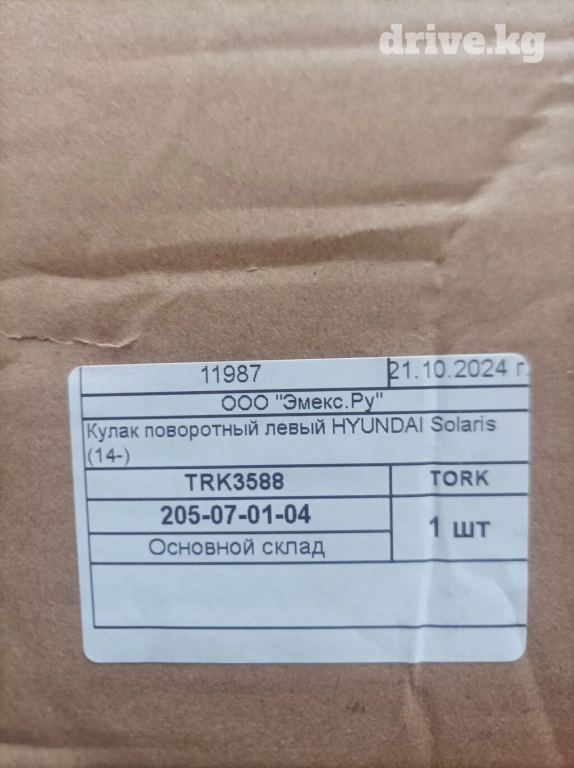 drive.kg
11987 21.10.2024 г.
ООО "Эмекс.Ру"
Кулак поворотный левый HYUNDAI Solaris
(14-)
TRK3588 TORK
205-07-01-04
1 шт
Основной склад